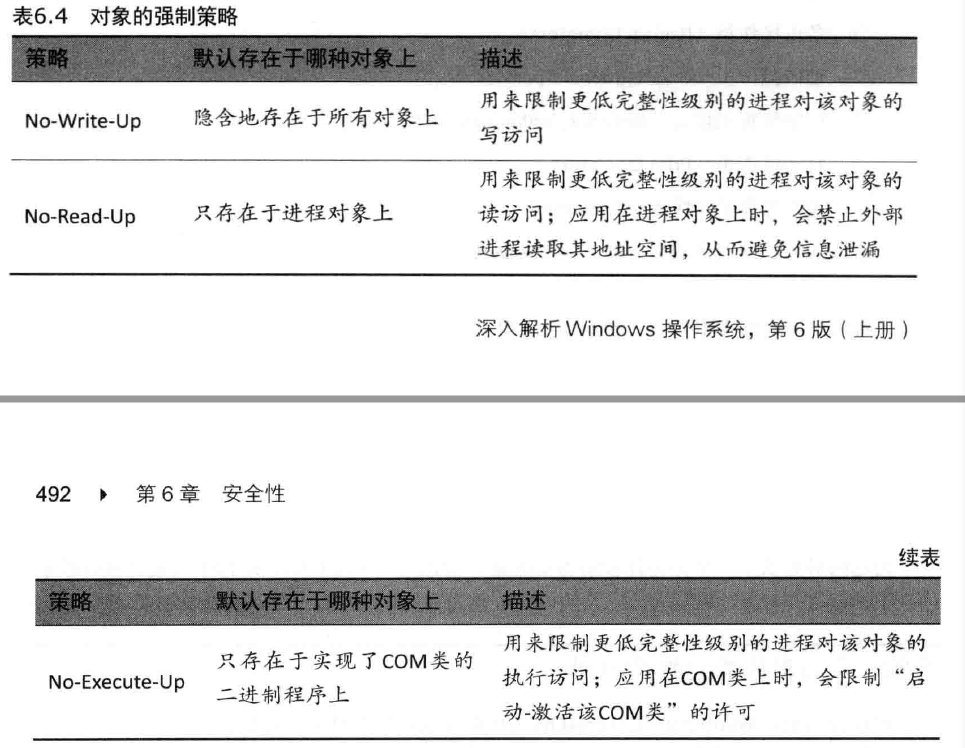 表6.4 对象的强制策略
策略 默认存在于哪种对象上 描述
No-Write-Up 隐含地存在于所有对象上 用来限制更低完整性级别的进程对该对象的
写访问
用来限制更低完整性级别的进程对该对象的
No-Read-Up 只存在于进程对象上 读访问；应用在进程对象上时，会禁止外部
进程读取其地址空间，从而避免信息泄漏
深入解析 Windows 操作系统，第 6 版（上册）
492 ▶ 第 6 章 安全性
续表
策略 默认存在于哪种对象上 描述
只存在于实现了COM类的 用来限制更低完整性级别的进程对该对象的
No-Execute-Up 执行访问；应用在COM类上时，会限制“启
二进制程序上 动-激活该COM类”的许可